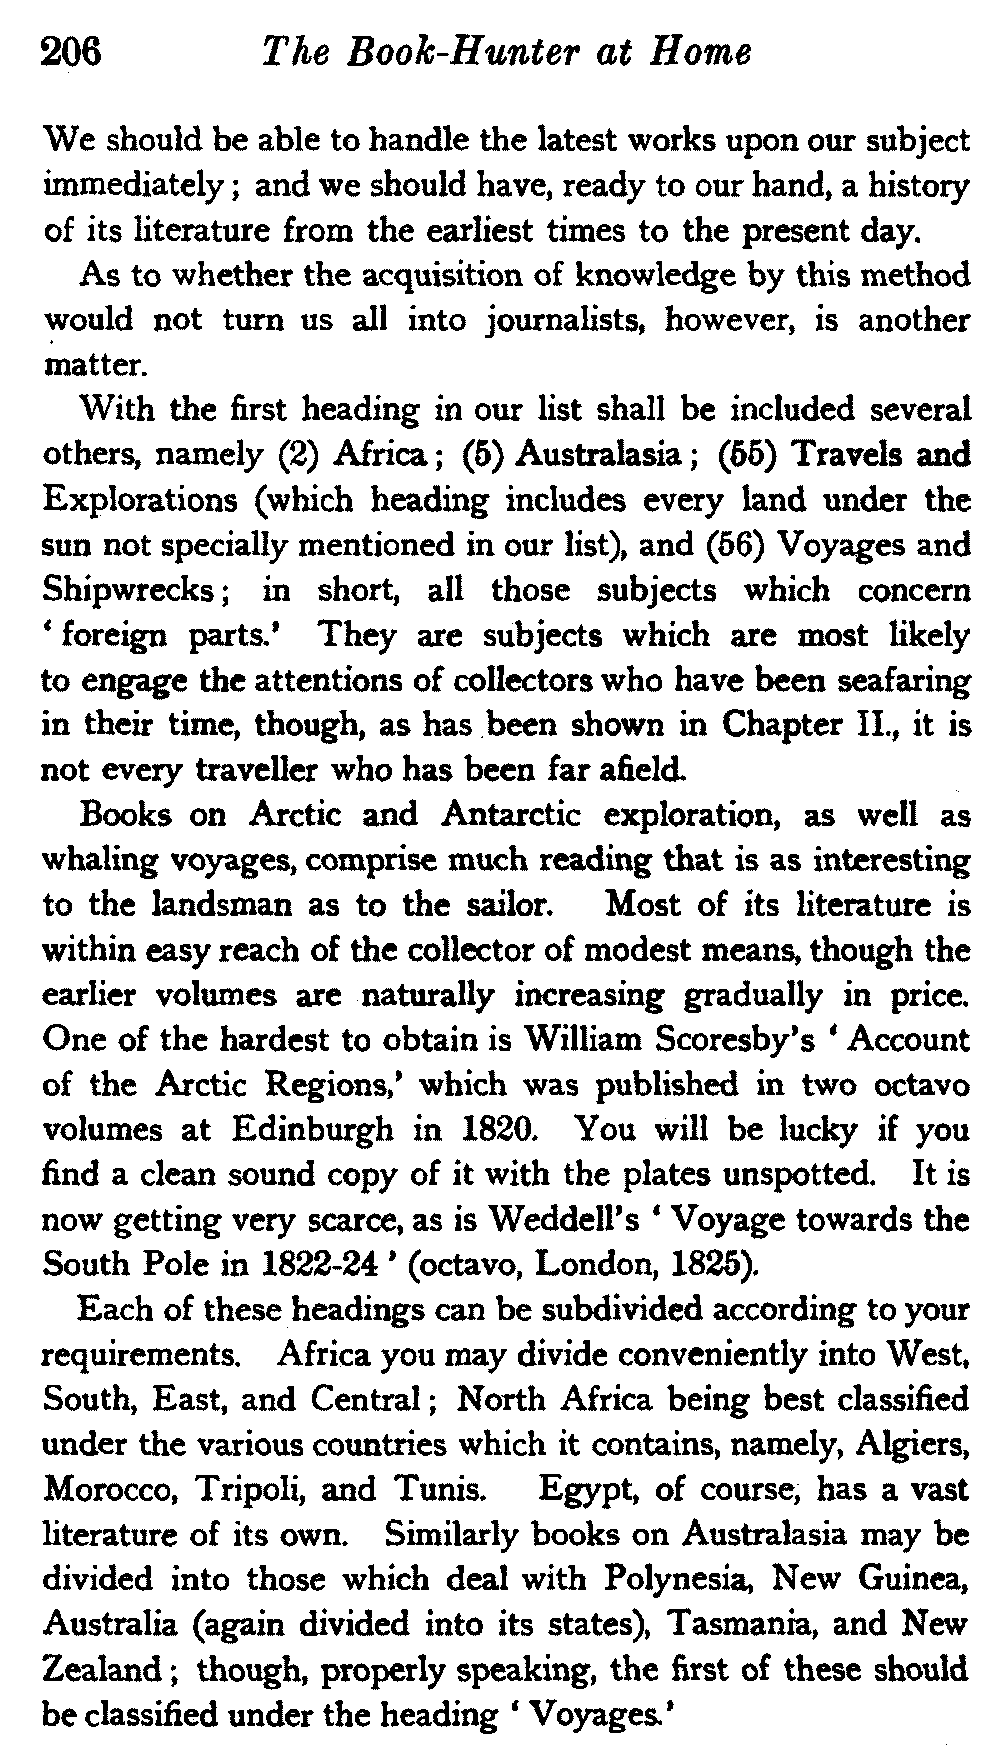 206 The Book-Hunter at Home
We should be able to handle the latest works upon our subject
immediately ; and we should have, ready to our hand, a history
of its literature from the earliest times to the present day.
As to whether the acquisition of knowledge by this method
would not turn us all into journalists, however, is another
matter.
With the first heading in our list shall be included several
others, namely (2) Africa ; (5) Australasia ; (55) Travels and
Explorations (which heading includes every land under the
sun not specially mentioned in our list), and (56) Voyages and
Shipwrecks ; in short, all those subjects which concern
‘ foreign parts.’ They are subjects which are most likely
to engage the attentions of collectors who have been seafaring
in their time, though, as has been shown in Chapter II., it is
not every traveller who has been far afield.
Books on Arctic and Antarctic exploration, as well as
whaling voyages, comprise much reading that is as interesting
to the landsman as to the sailor. Most of its literature is
within easy reach of the collector of modest means, though the
earlier volumes are naturally increasing gradually in price.
One of the hardest to obtain is William Scoresby’s ‘ Account
of the Arctic Regions,’ which was published in two octavo
volumes at Edinburgh in 1820. You will be lucky if you
find a clean sound copy of it with the plates unspotted. It is
now getting very scarce, as is Weddell’s ‘ Voyage towards the
South Pole in 1822-24 ’ (octavo, London, 1825).
Each of these headings can be subdivided according to your
requirements. Africa you may divide conveniently into West,
South, East, and Central ; North Africa being best classified
under the various countries which it contains, namely, Algiers,
Morocco, Tripoli, and Tunis. Egypt, of course, has a vast
literature of its own. Similarly books on Australasia may be
divided into those which deal with Polynesia, New Guinea,
Australia (again divided into its states), Tasmania, and New
Zealand ; though, properly speaking, the first of these should
be classified under the heading ‘ Voyages.’